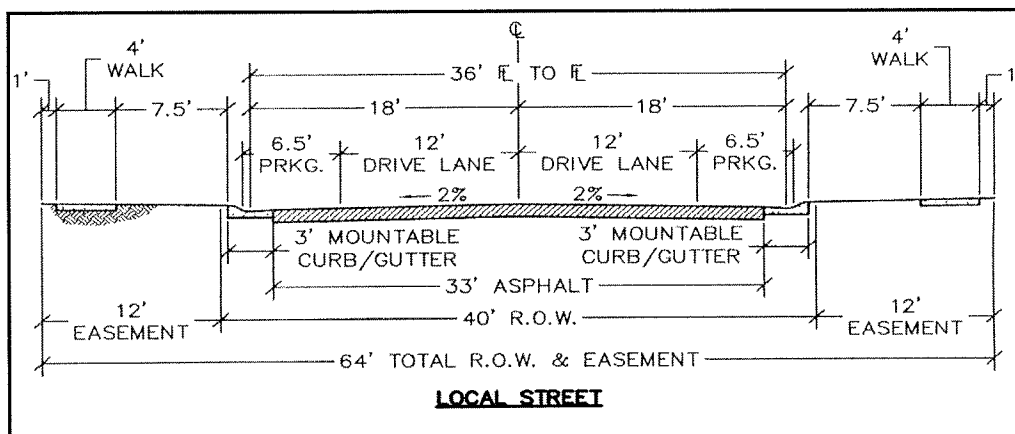 ℄
4'
WALK
4'
WALK
1'
36' F̵L TO F̵L
1'
7.5'
18'
18'
7.5'
6.5'
PRKG.
12'
DRIVE LANE
12'
DRIVE LANE
6.5'
PRKG.
2%
2%
3' MOUNTABLE
CURB/GUTTER
3' MOUNTABLE
CURB/GUTTER
33' ASPHALT
12'
EASEMENT
40' R.O.W.
12'
EASEMENT
64' TOTAL R.O.W. & EASEMENT
LOCAL STREET